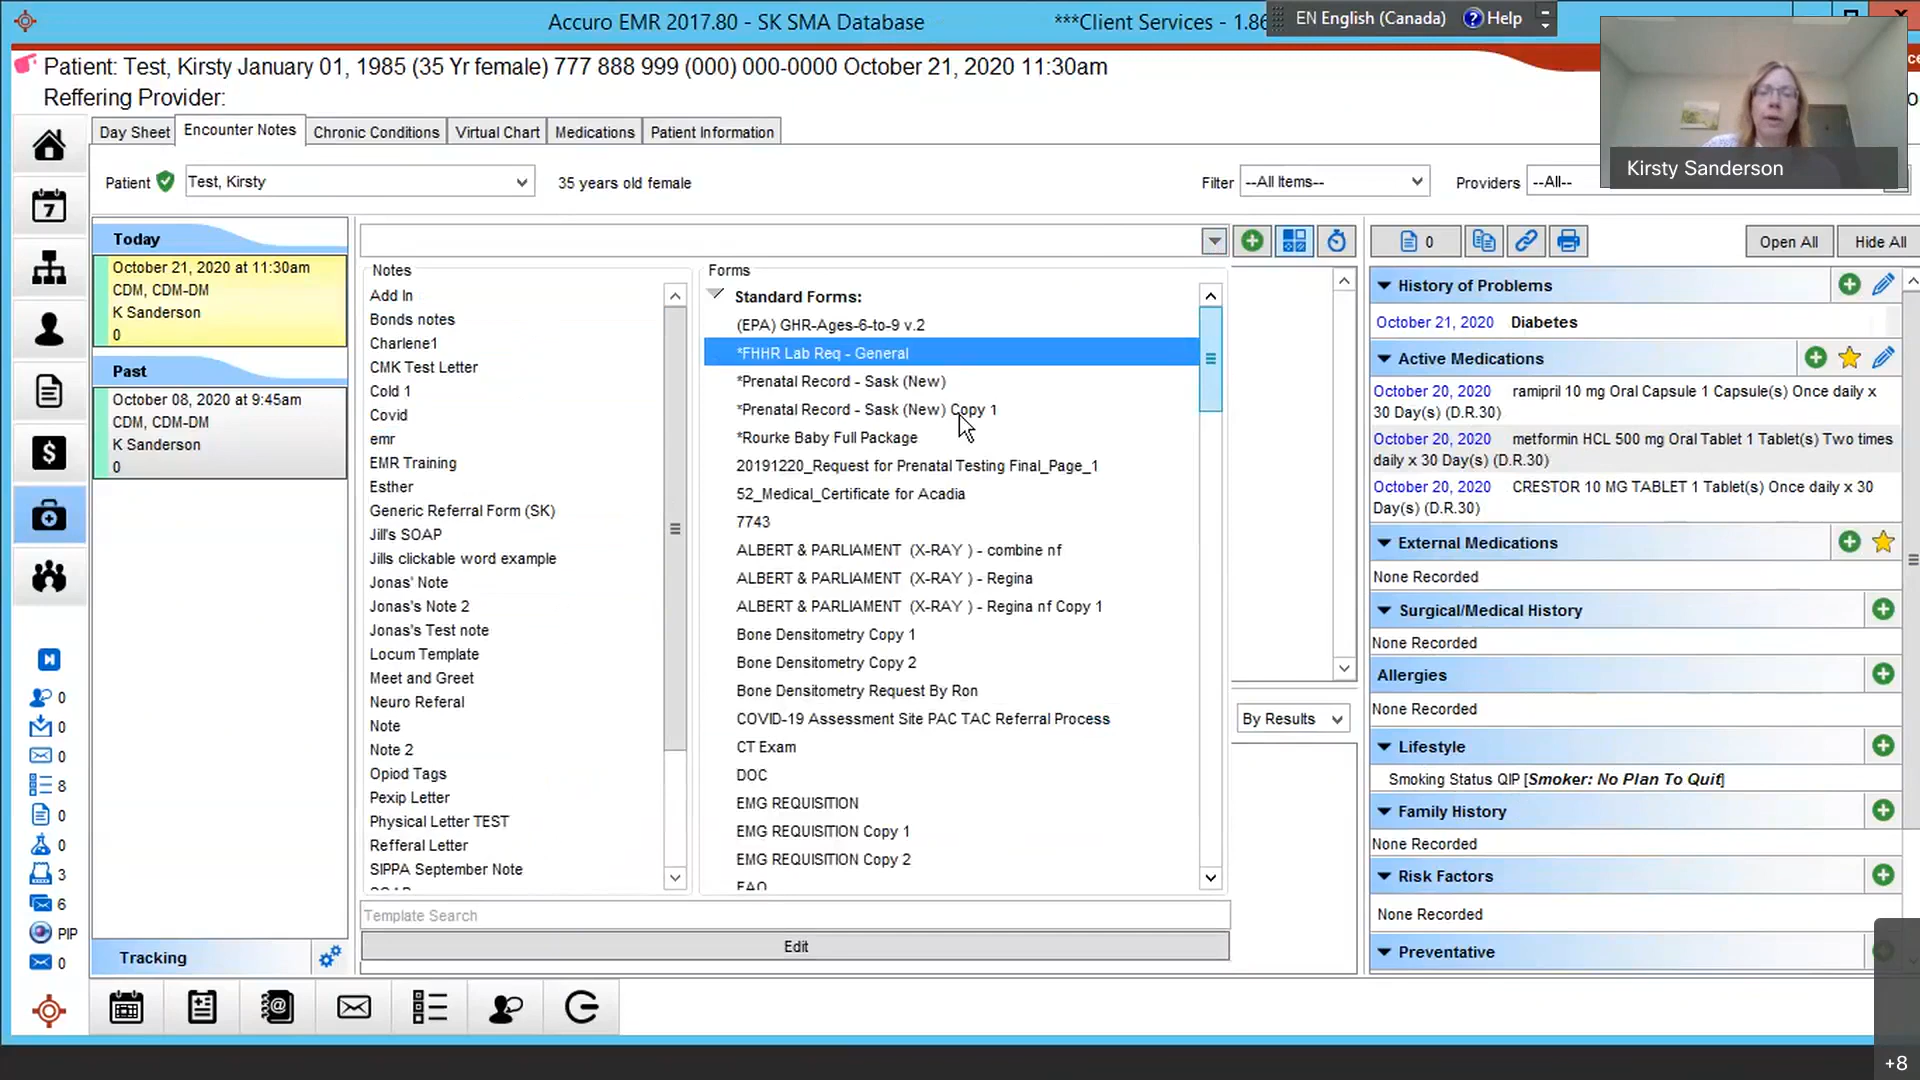 Accuro EMR 2017.80 - SK SMA Database
***Client Services - 1.86
EN English (Canada)
Help
Patient: Test, Kirsty January 01, 1985 (35 Yr female) 777 888 999 (000) 000-0000 October 21, 2020 11:30am
Reffering Provider:
Kirsty Sanderson
Day Sheet
Encounter Notes
Chronic Conditions
Virtual Chart
Medications
Patient Information
Patient
Test, Kirsty
35 years old female
Filter
--All Items--
Providers
--All--
7
Today
October 21, 2020 at 11:30am
CDM, CDM-DM
K Sanderson
0
Past
October 08, 2020 at 9:45am
CDM, CDM-DM
K Sanderson
0
Tracking
0
0
0
8
0
0
3
6
PIP
0
Notes
Add In
Bonds notes
Charlene1
CMK Test Letter
Cold 1
Covid
emr
EMR Training
Esther
Generic Referral Form (SK)
Jill's SOAP
Jills clickable word example
Jonas' Note
Jonas's Note 2
Jonas's Test note
Locum Template
Meet and Greet
Neuro Referal
Note
Note 2
Opiod Tags
Pexip Letter
Physical Letter TEST
Refferal Letter
SIPPA September Note
Forms
Standard Forms:
(EPA) GHR-Ages-6-to-9 v.2
*FHHR Lab Req - General
*Prenatal Record - Sask (New)
*Prenatal Record - Sask (New) Copy 1
*Rourke Baby Full Package
20191220_Request for Prenatal Testing Final_Page_1
52_Medical_Certificate for Acadia
7743
ALBERT & PARLIAMENT (X-RAY ) - combine nf
ALBERT & PARLIAMENT (X-RAY ) - Regina
ALBERT & PARLIAMENT (X-RAY ) - Regina nf Copy 1
Bone Densitometry Copy 1
Bone Densitometry Copy 2
Bone Densitometry Request By Ron
COVID-19 Assessment Site PAC TAC Referral Process
CT Exam
DOC
EMG REQUISITION
EMG REQUISITION Copy 1
EMG REQUISITION Copy 2
Template Search
Edit
By Results
0
Open All
Hide All
History of Problems
October 21, 2020 Diabetes
Active Medications
October 20, 2020 ramipril 10 mg Oral Capsule 1 Capsule(s) Once daily x
30 Day(s) (D.R.30)
October 20, 2020 metformin HCL 500 mg Oral Tablet 1 Tablet(s) Two times
daily x 30 Day(s) (D.R.30)
October 20, 2020 CRESTOR 10 MG TABLET 1 Tablet(s) Once daily x 30
Day(s) (D.R.30)
External Medications
None Recorded
Surgical/Medical History
None Recorded
Allergies
None Recorded
Lifestyle
Smoking Status QIP [Smoker: No Plan To Quit]
Family History
None Recorded
Risk Factors
None Recorded
Preventative
+8